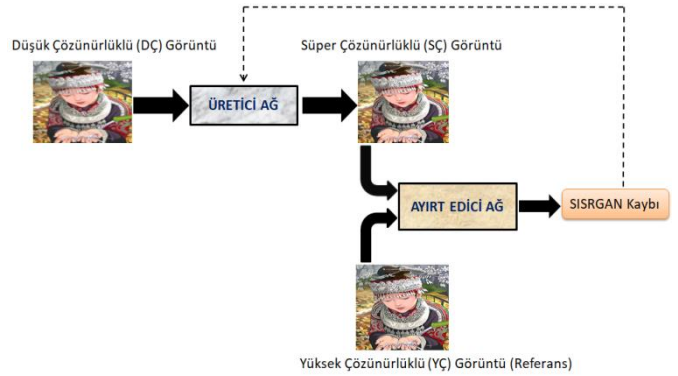 Düşük Çözünürlüklü (DÇ) Görüntü
Süper Çözünürlüklü (SÇ) Görüntü
ÜRETİCİ AĞ
AYIRT EDİCİ AĞ
SISRGAN Kaybı
Yüksek Çözünürlüklü (YÇ) Görüntü (Referans)